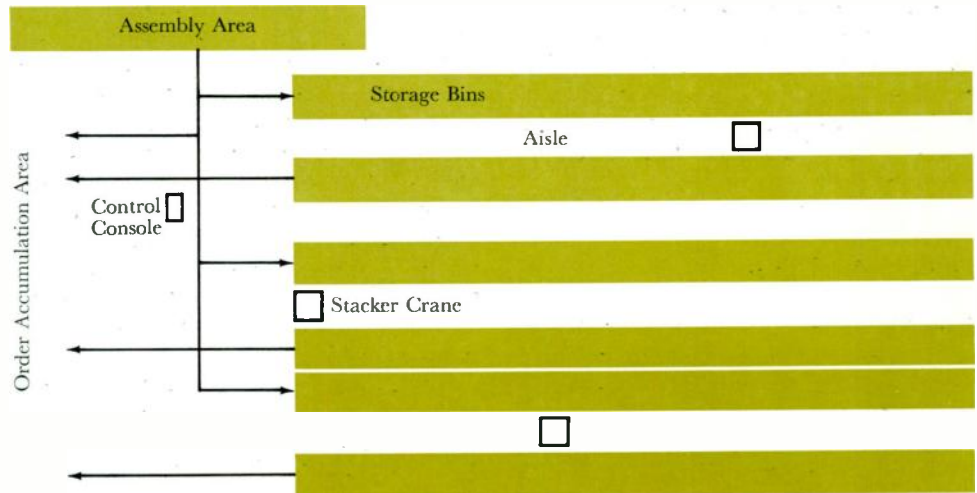 Assembly Area
Storage Bins
Aisle
Order Accumulation Area
Control
Console
Stacker Crane